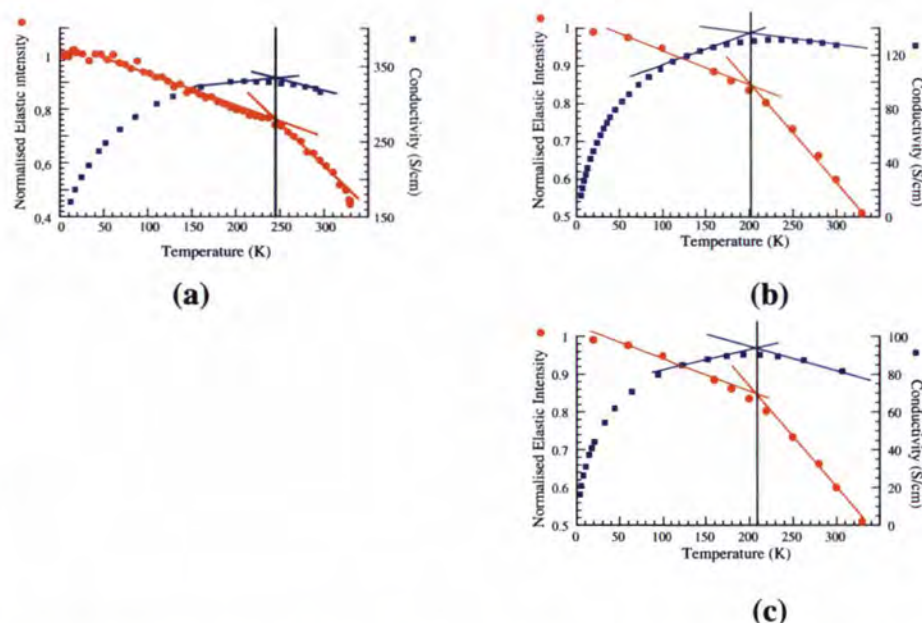 Normalised Elastic intensity
1
0.8
0.6
0.4
Conductivity (S/cm)
350
250
150
0 50 100 150 200 250 300
Temperature (K)
(a)
Normalised Elastic Intensity
1
0.9
0.8
0.7
0.6
0.5
Conductivity (S/cm)
120
80
40
0
0 50 100 150 200 250 300
Temperature (K)
(b)
Normalised Elastic Intensity
1
0.9
0.8
0.7
0.6
0.5
Conductivity (S/cm)
100
80
60
40
20
0
0 50 100 150 200 250 300
Temperature (K)
(c)